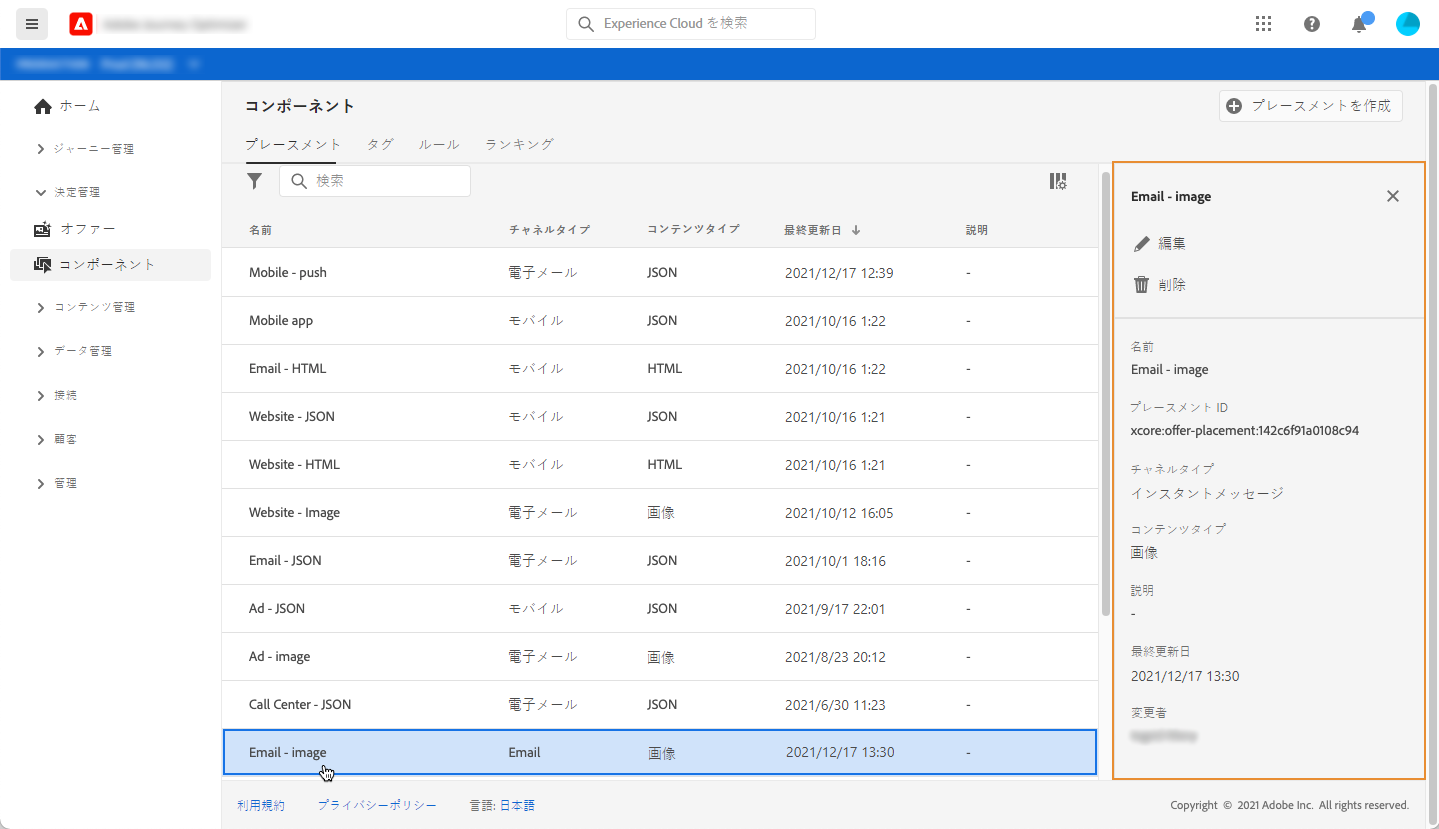 Experience Cloud を検索
ホーム
ジャーニー管理
決定管理
オファー
コンポーネント
コンテンツ管理
データ管理
接続
顧客
管理
コンポーネント
プレースメントを作成
プレースメント タグ ルール ランキング
検索
名前 チャネルタイプ コンテンツタイプ 最終更新日 説明
Mobile - push 電子メール JSON 2021/12/17 12:39 -
Mobile app モバイル JSON 2021/10/16 1:22 -
Email - HTML モバイル HTML 2021/10/16 1:22 -
Website - JSON モバイル JSON 2021/10/16 1:21 -
Website - HTML モバイル HTML 2021/10/16 1:21 -
Website - Image 電子メール 画像 2021/10/12 16:05 -
Email - JSON 電子メール JSON 2021/10/1 18:16 -
Ad - JSON モバイル JSON 2021/9/17 22:01 -
Ad - image 電子メール 画像 2021/8/23 20:12 -
Call Center - JSON 電子メール JSON 2021/6/30 11:23 -
Email - image Email 画像 2021/12/17 13:30 -
Email - image
編集
削除
名前
Email - image
プレースメント ID
xcore:offer-placement:142c6f91a0108c94
チャネルタイプ
インスタントメッセージ
コンテンツタイプ
画像
説明
-
最終更新日
2021/12/17 13:30
変更者
利用規約 プライバシーポリシー 言語: 日本語
Copyright © 2021 Adobe Inc. All rights reserved.